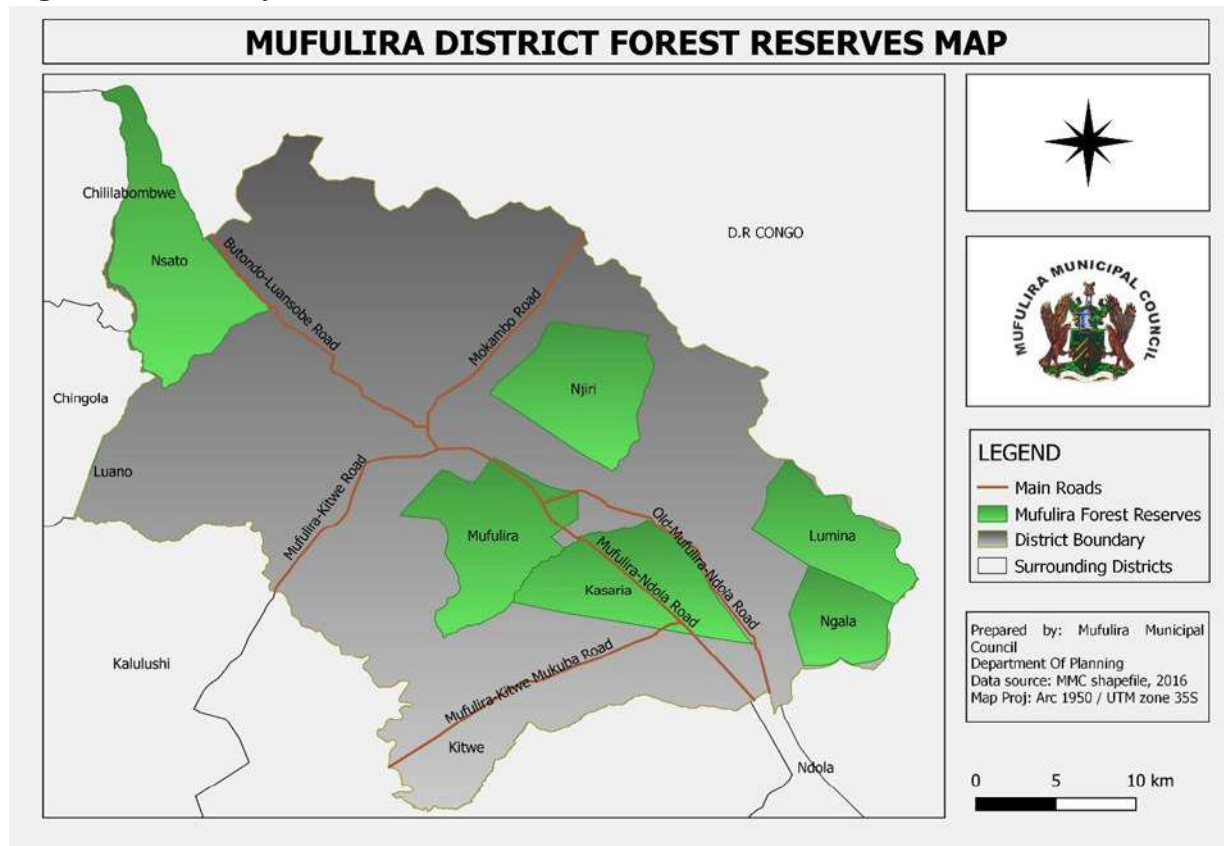 MUFULIRA DISTRICT FOREST RESERVES MAP
Chililabombwe
Nsato
Butondo-Luansobe Road
D.R CONGO
Mokambo Road
Njiri
Chingola
Luano
Mufulira-Kitwe Road
Mufulira
Old-Mufulira-Ndola Road
Mufulira-Ndola Road
Kasaria
Lumina
Ngala
Kalulushi
Mufulira-Kitwe Mukuba Road
Kitwe
Ndola
MUFULIRA MUNICIPAL COUNCIL
LEGEND
Main Roads
Mufulira Forest Reserves
District Boundary
Surrounding Districts
Prepared by: Mufulira Municipal
Council
Department Of Planning
Data source: MMC shapefile, 2016
Map Proj: Arc 1950 / UTM zone 35S
0 5 10 km